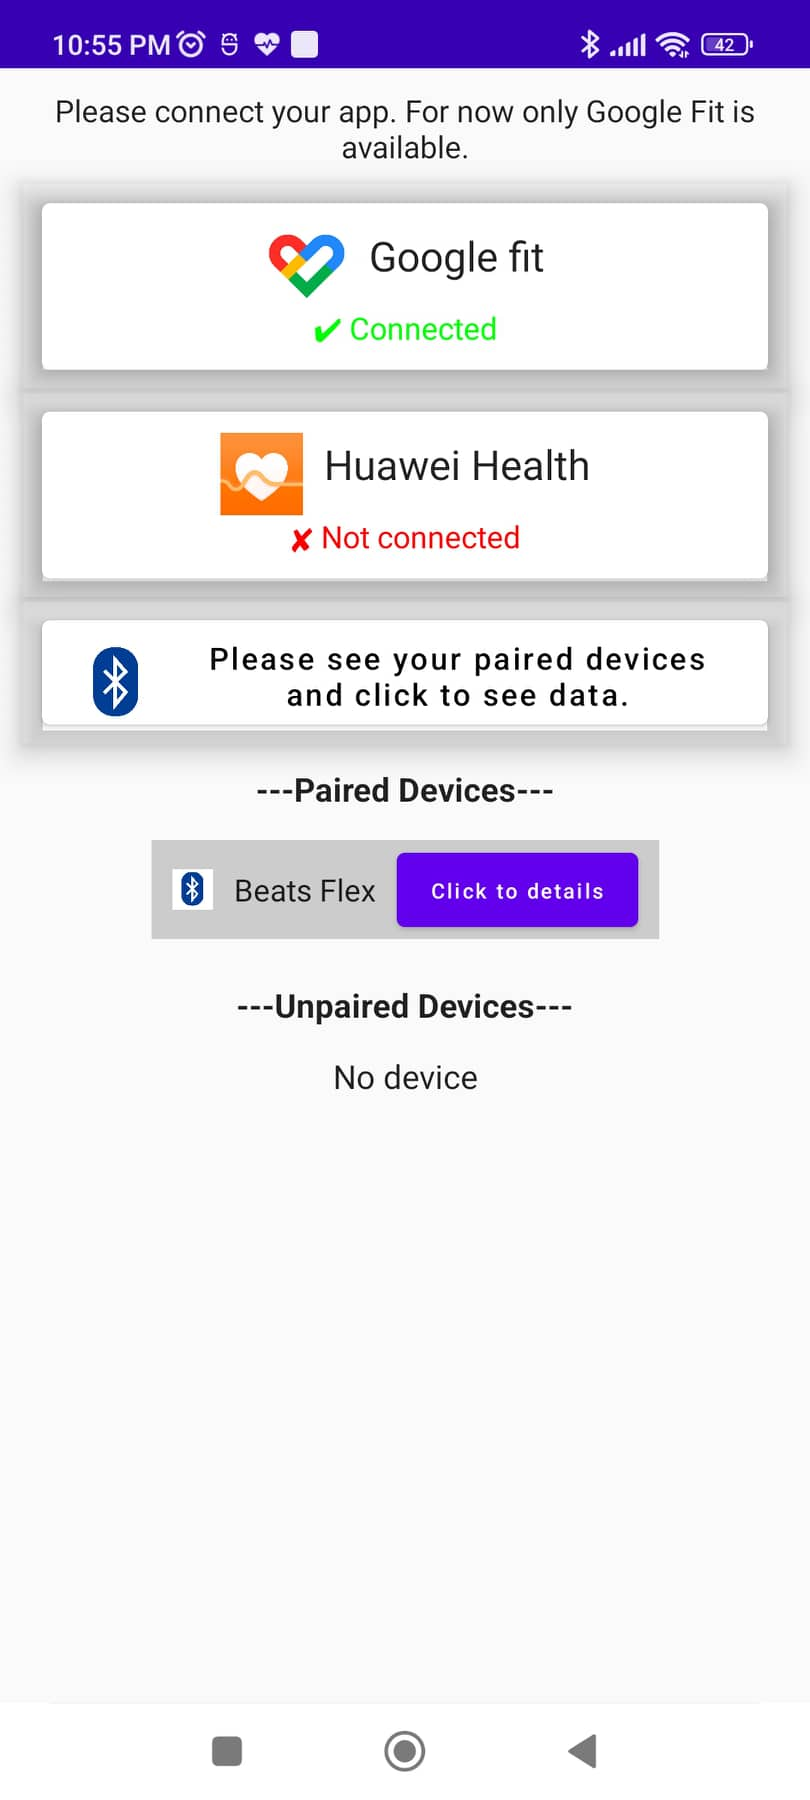 10:55 PM
42
Please connect your app. For now only Google Fit is
available.
Google fit
✔ Connected
Huawei Health
✘ Not connected
Please see your paired devices
and click to see data.
---Paired Devices---
Beats Flex
Click to details
---Unpaired Devices---
No device